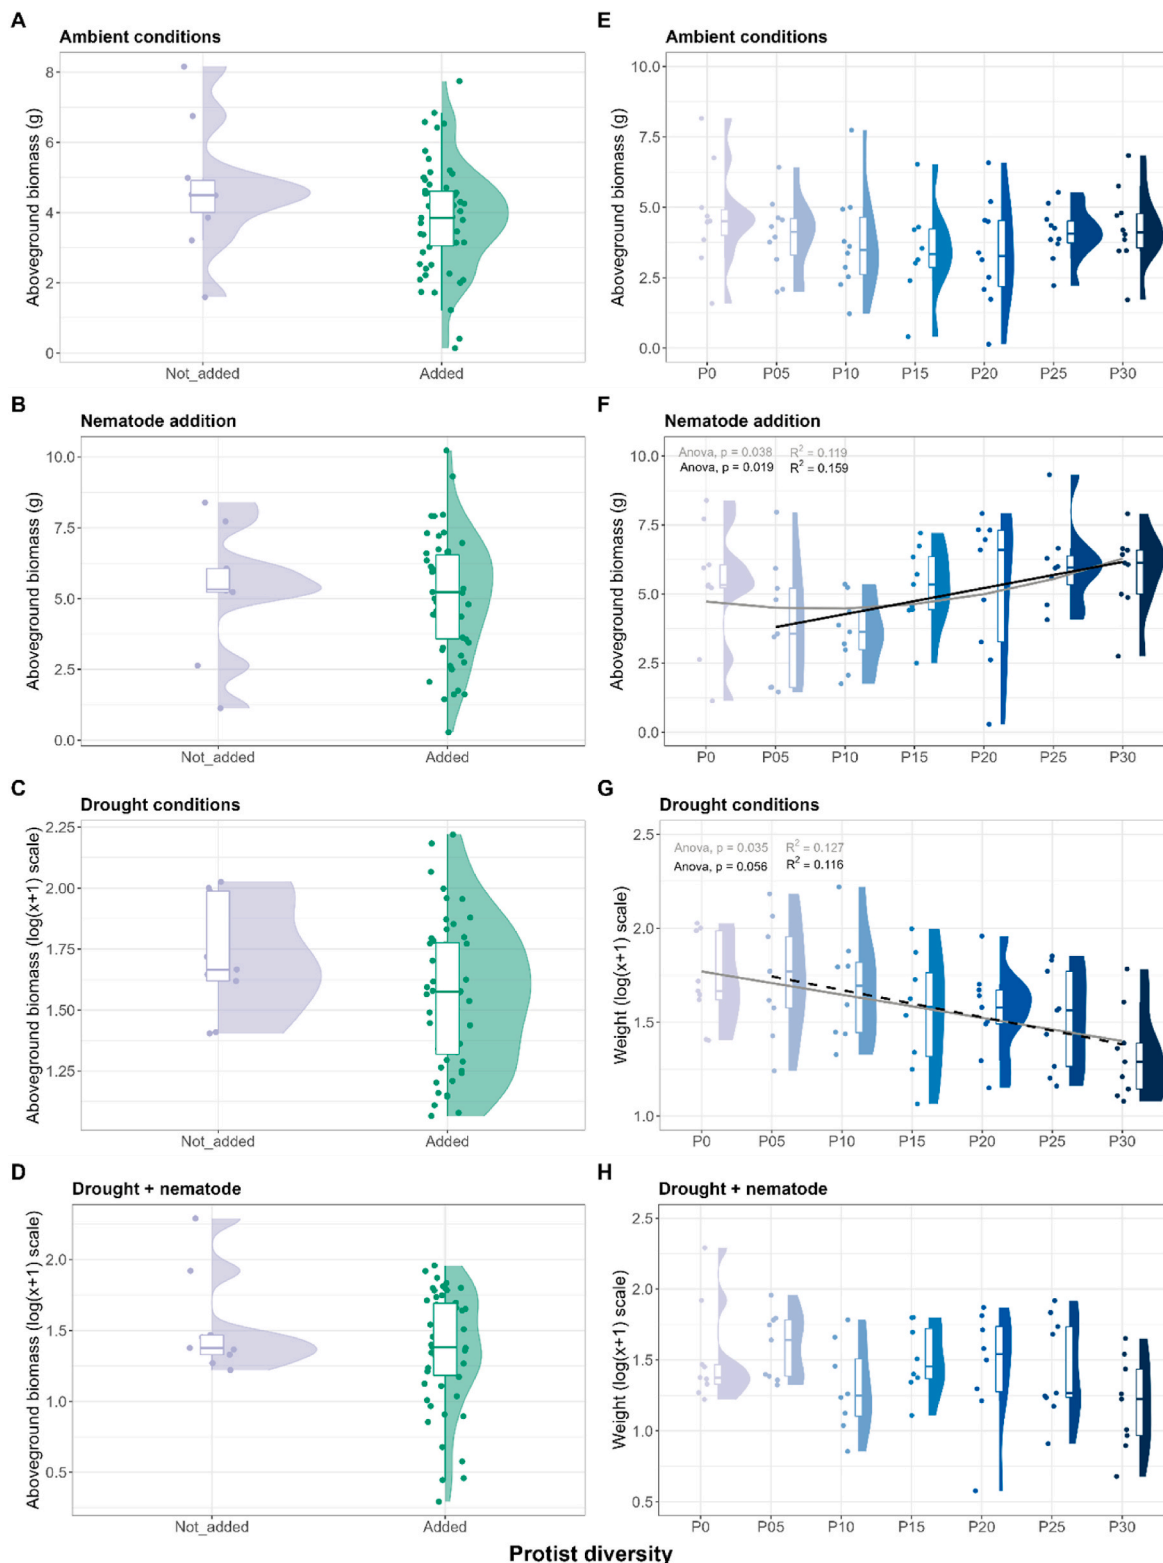 A
Ambient conditions
Aboveground biomass (g)
8
6
4
2
0
Not_added
Added
B
Nematode addition
Aboveground biomass (g)
10.0
7.5
5.0
2.5
0.0
Not_added
Added
C
Drought conditions
Aboveground biomass (log(x+1) scale)
2.25
2.00
1.75
1.50
1.25
Not_added
Added
D
Drought + nematode
Aboveground biomass (log(x+1) scale)
2.0
1.5
1.0
0.5
Not_added
Added
E
Ambient conditions
Aboveground biomass (g)
10.0
7.5
5.0
2.5
0.0
P0 P05 P10 P15 P20 P25 P30
F
Nematode addition
Anova, p = 0.038 R² = 0.119
Anova, p = 0.019 R² = 0.159
Aboveground biomass (g)
10.0
7.5
5.0
2.5
0.0
P0 P05 P10 P15 P20 P25 P30
G
Drought conditions
Anova, p = 0.035 R² = 0.127
Anova, p = 0.056 R² = 0.116
Weight (log(x+1) scale)
2.5
2.0
1.5
1.0
P0 P05 P10 P15 P20 P25 P30
H
Drought + nematode
Weight (log(x+1) scale)
2.5
2.0
1.5
1.0
0.5
P0 P05 P10 P15 P20 P25 P30
Protist diversity